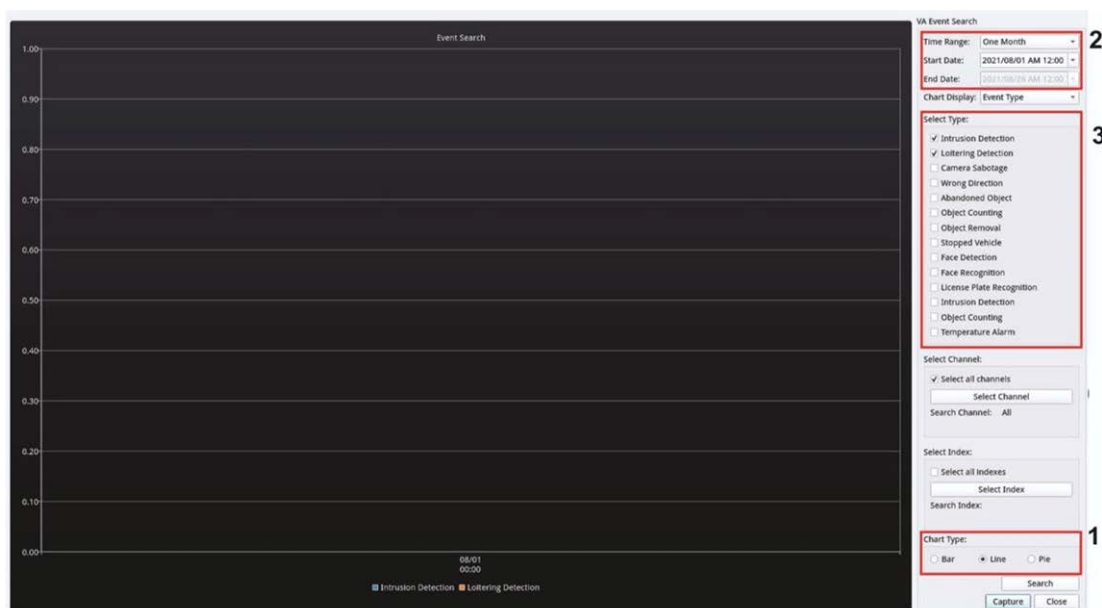 Event Search
1.00
0.90
0.80
0.70
0.60
0.50
0.40
0.30
0.20
0.10
0.00
08/01
00:00
Intrusion Detection Loitering Detection
VA Event Search
Time Range: One Month
2
Start Date: 2021/08/01 AM 12:00
End Date: 2021/08/28 AM 12:00
Chart Display: Event Type
Select Type:
3
Intrusion Detection
Loitering Detection
Camera Sabotage
Wrong Direction
Abandoned Object
Object Counting
Object Removal
Stopped Vehicle
Face Detection
Face Recognition
License Plate Recognition
Intrusion Detection
Object Counting
Temperature Alarm
Select Channel:
Select all channels
Select Channel
Search Channel: All
Select Index:
Select all indexes
Select Index
Search Index:
Chart Type:
1
Bar Line Pie
Search
Capture Close